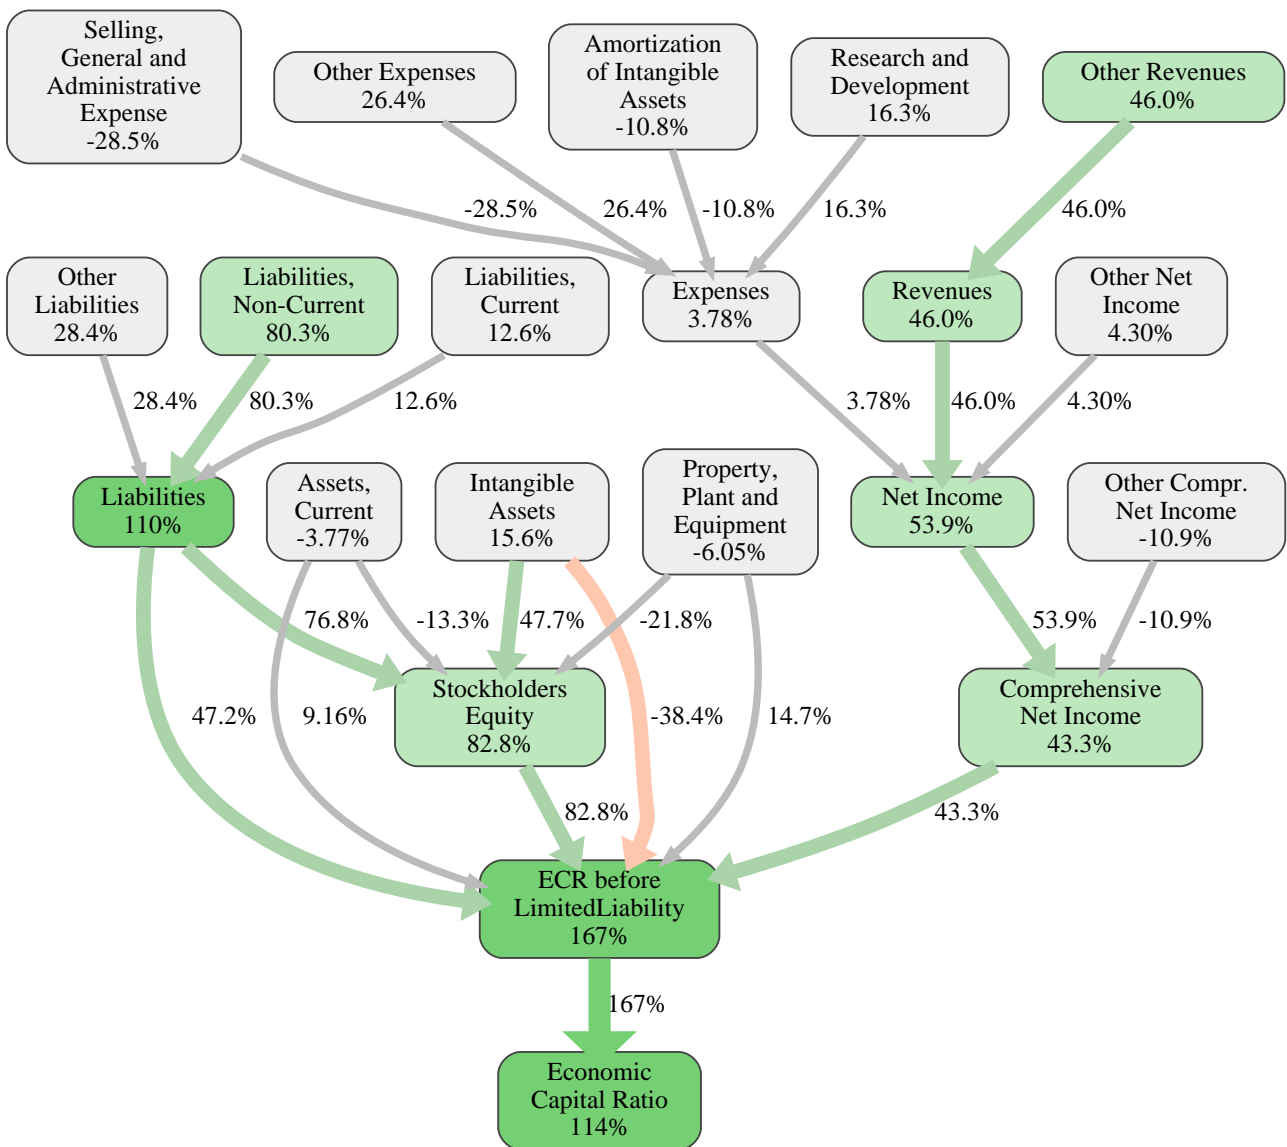 Selling,
General and
Administrative
Expense
-28.5%
Other Expenses
26.4%
Amortization
of Intangible
Assets
-10.8%
Research and
Development
16.3%
Other Revenues
46.0%
-28.5%
26.4%
-10.8%
16.3%
46.0%
Other
Liabilities
28.4%
Liabilities,
Non-Current
80.3%
Liabilities,
Current
12.6%
Expenses
3.78%
Revenues
46.0%
Other Net
Income
4.30%
28.4%
80.3%
12.6%
3.78%
46.0%
4.30%
Liabilities
110%
Assets,
Current
-3.77%
Intangible
Assets
15.6%
Property,
Plant and
Equipment
-6.05%
Net Income
53.9%
Other Compr.
Net Income
-10.9%
76.8%
-13.3%
47.7%
-21.8%
53.9%
-10.9%
47.2%
9.16%
Stockholders
Equity
82.8%
-38.4%
14.7%
Comprehensive
Net Income
43.3%
82.8%
43.3%
ECR before
LimitedLiability
167%
167%
Economic
Capital Ratio
114%